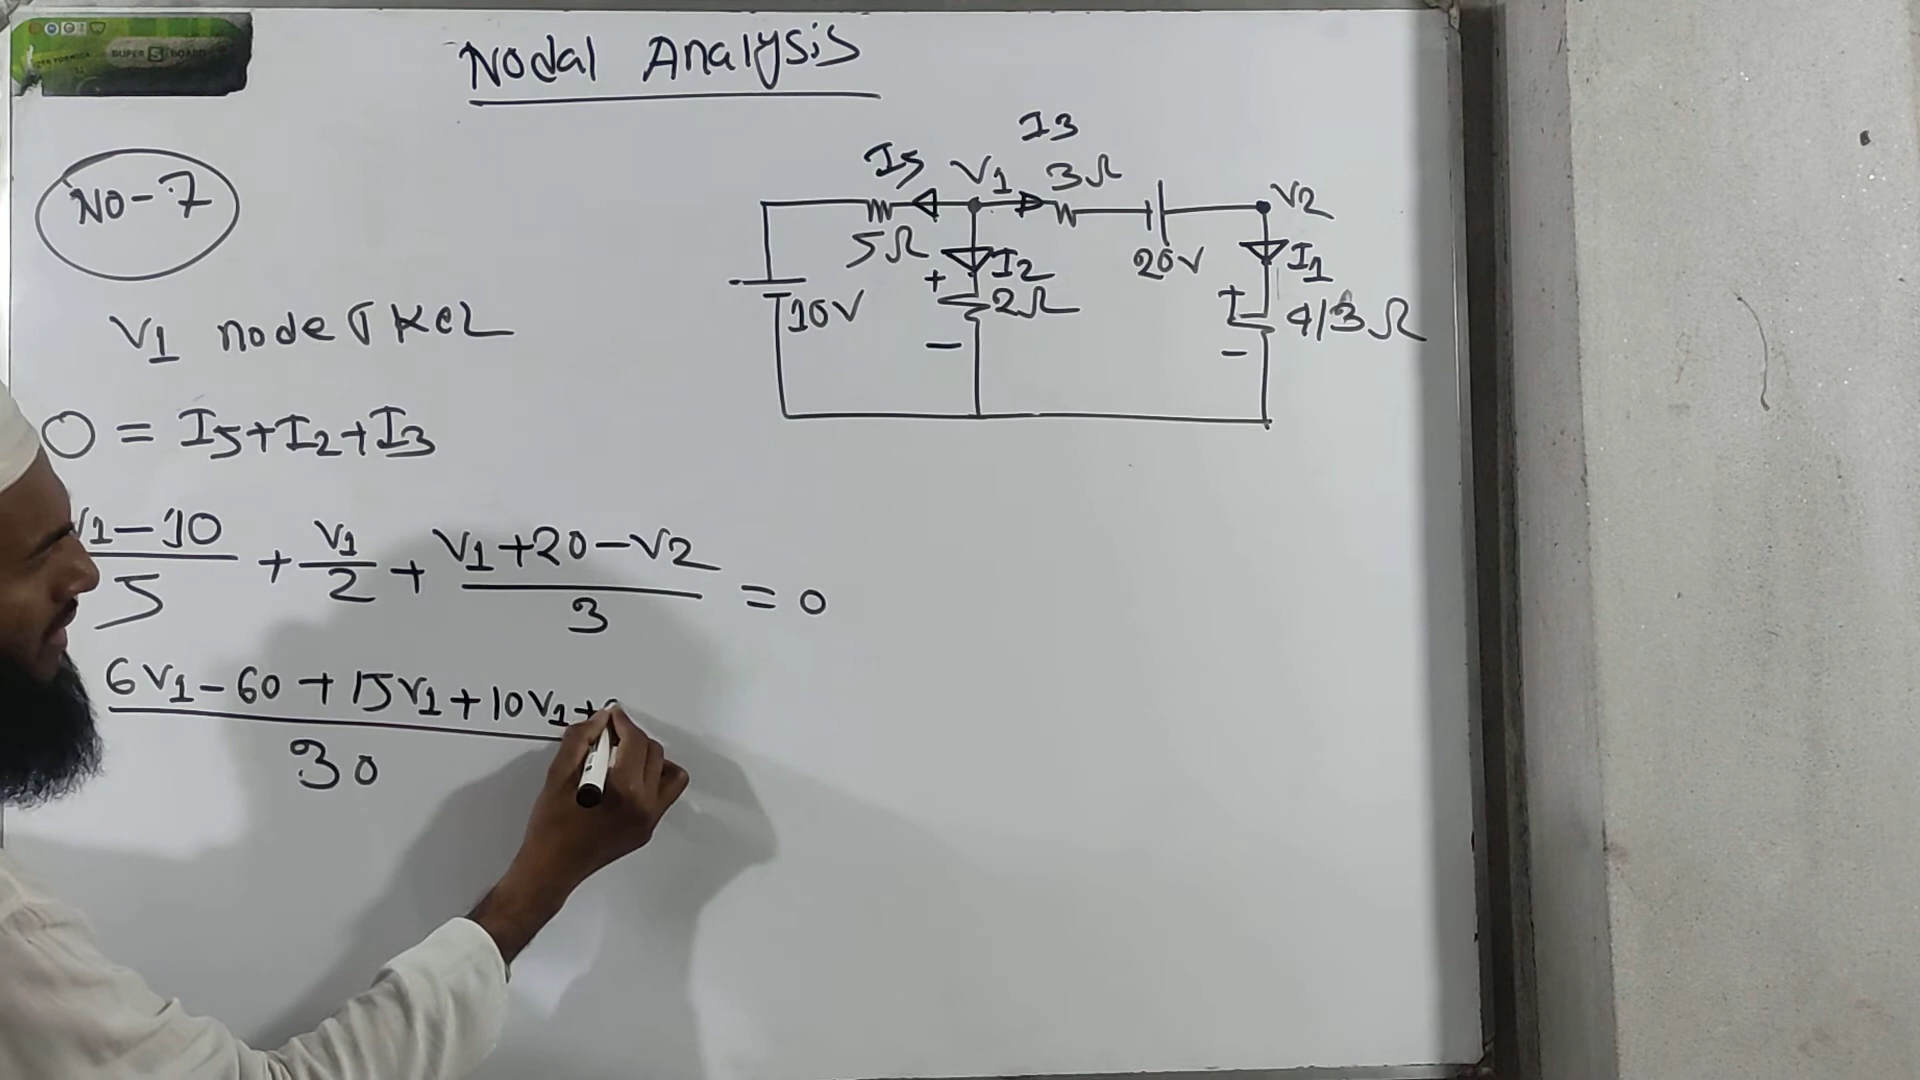 SUPER S BOARD
Nodal Analysis
NO-7
I3
I5 V1 3Ω
V2
5Ω I2 20V I1
+ +
10V 2Ω 4/3Ω
- -
V1 node KCL
0 = I5+I2+I3
V1-10/5 + V1/2 + V1+20-V2/3 = 0
6V1-60+15V1+10V1+
30